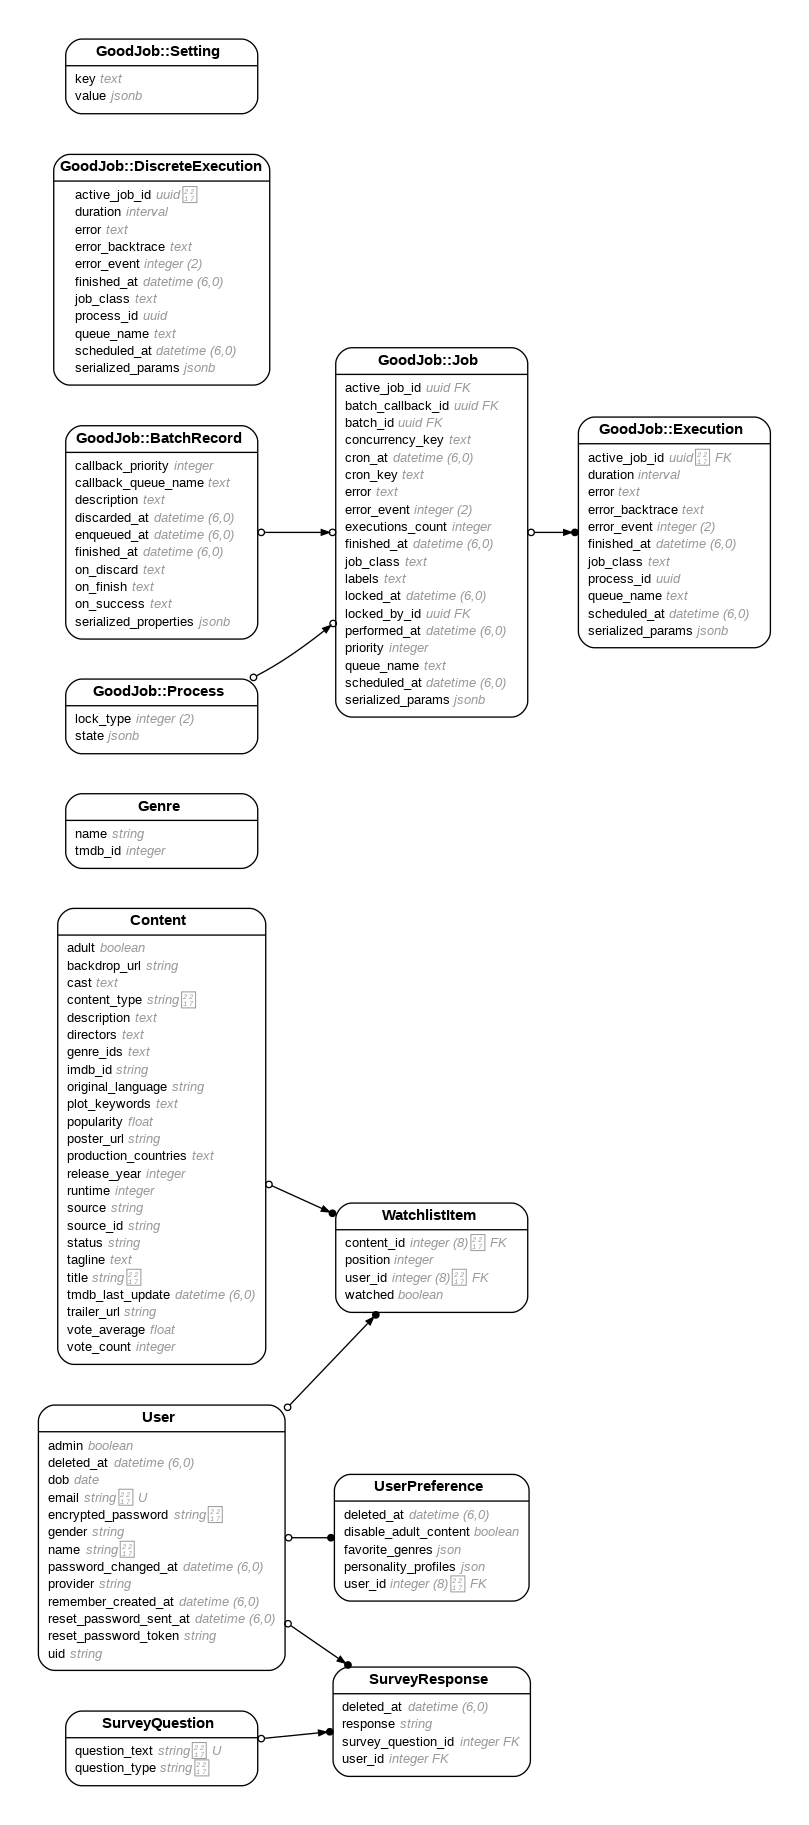 GoodJob::Setting
key text
value jsonb
GoodJob::DiscreteExecution
active_job_id uuid ∗
duration interval
error text
error_backtrace text
error_event integer (2)
finished_at datetime (6,0)
job_class text
process_id uuid
queue_name text
scheduled_at datetime (6,0)
serialized_params jsonb
GoodJob::BatchRecord
callback_priority integer
callback_queue_name text
description text
discarded_at datetime (6,0)
enqueued_at datetime (6,0)
finished_at datetime (6,0)
on_discard text
on_finish text
on_success text
serialized_properties jsonb
GoodJob::Process
lock_type integer (2)
state jsonb
GoodJob::Job
active_job_id uuid FK
batch_callback_id uuid FK
batch_id uuid FK
concurrency_key text
cron_at datetime (6,0)
cron_key text
error text
error_event integer (2)
executions_count integer
finished_at datetime (6,0)
job_class text
labels text
locked_at datetime (6,0)
locked_by_id uuid FK
performed_at datetime (6,0)
priority integer
queue_name text
scheduled_at datetime (6,0)
serialized_params jsonb
GoodJob::Execution
active_job_id uuid ∗ FK
duration interval
error text
error_backtrace text
error_event integer (2)
finished_at datetime (6,0)
job_class text
process_id uuid
queue_name text
scheduled_at datetime (6,0)
serialized_params jsonb
Genre
name string
tmdb_id integer
Content
adult boolean
backdrop_url string
cast text
content_type string ∗
description text
directors text
genre_ids text
imdb_id string
original_language string
plot_keywords text
popularity float
poster_url string
production_countries text
release_year integer
runtime integer
source string
source_id string
status string
tagline text
title string ∗
tmdb_last_update datetime (6,0)
trailer_url string
vote_average float
vote_count integer
WatchlistItem
content_id integer (8) ∗ FK
position integer
user_id integer (8) ∗ FK
watched boolean
User
admin boolean
deleted_at datetime (6,0)
dob date
email string ∗ U
encrypted_password string ∗
gender string
name string ∗
password_changed_at datetime (6,0)
provider string
remember_created_at datetime (6,0)
reset_password_sent_at datetime (6,0)
reset_password_token string
uid string
UserPreference
deleted_at datetime (6,0)
disable_adult_content boolean
favorite_genres json
personality_profiles json
user_id integer (8) ∗ FK
SurveyQuestion
question_text string ∗ U
question_type string ∗
SurveyResponse
deleted_at datetime (6,0)
response string
survey_question_id integer FK
user_id integer FK